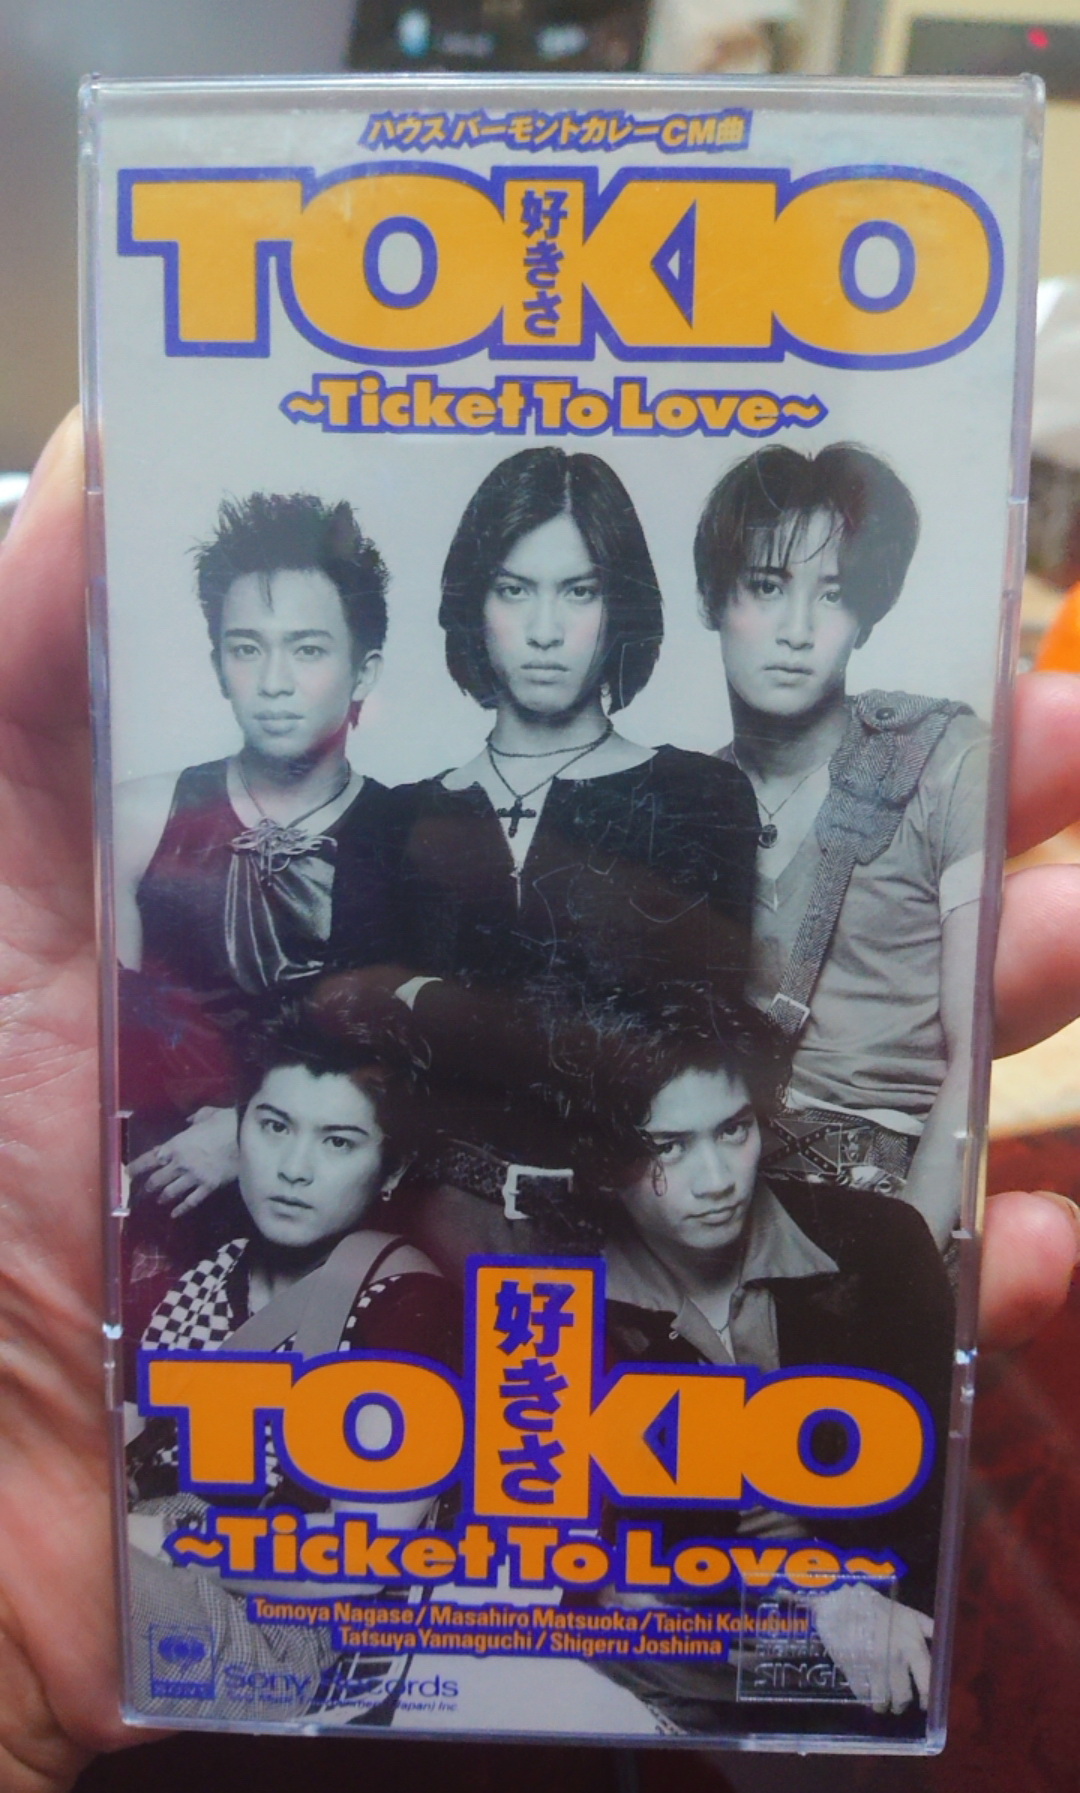 ハウス バーモントカレーCM曲
TOKIO
好きさ
~Ticket To Love~
TOKIO
好きさ
~Ticket To Love~
Tomoya Nagase/Masahiro Matsuoka/Taichi Kokubun
Tatsuya Yamaguchi/Shigeru Joshima
SONY
Sony Records
SINGLE